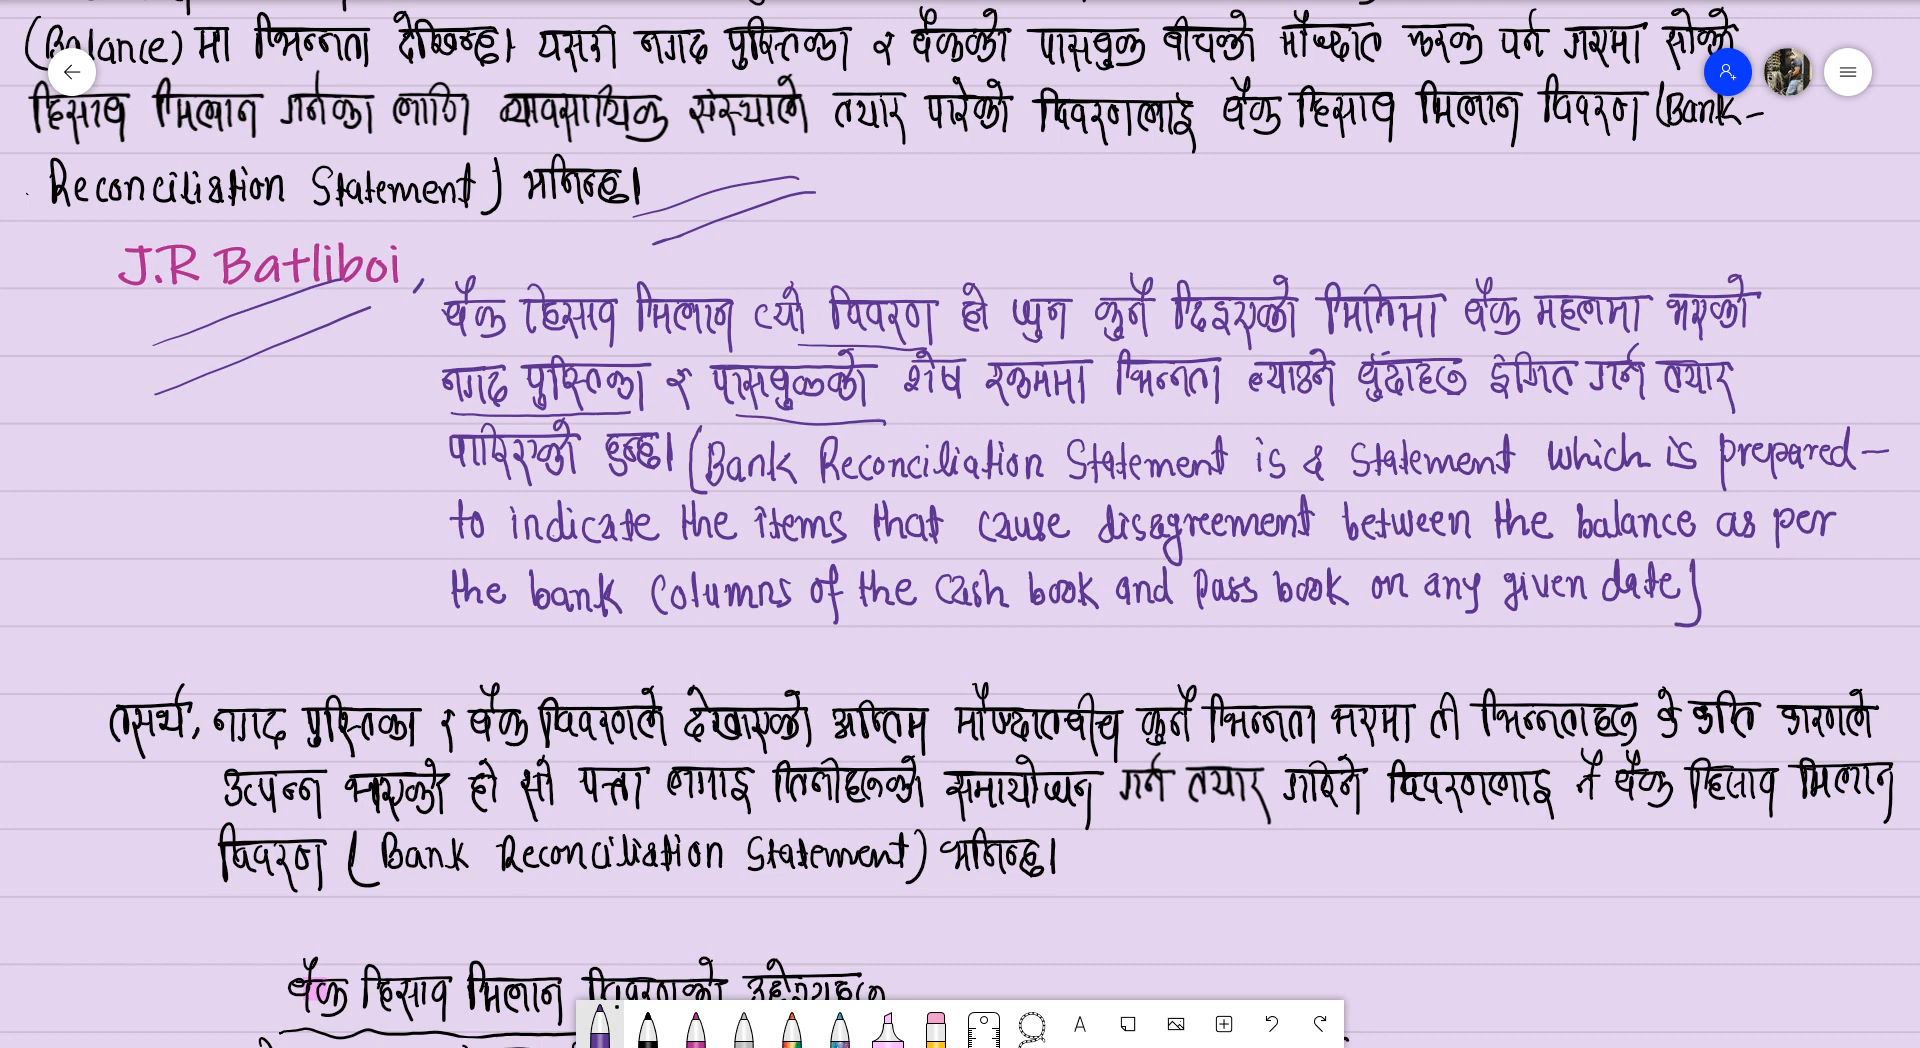 (Balance) मा भिन्नता देखिन्छ। यसरी नगद पुस्तिका र बैंकको पासबुक बीचको मौज्दात फरक पर्न गएमा सोको
हिसाब मिलान गर्नका लागि व्यावसायिक संस्थाले तयार पारेको विवरणलाई बैंक हिसाब मिलान विवरण (Bank-
Reconciliation Statement) भनिन्छ।
J.R Batliboi,
बैंक हिसाव मिलान त्यो विवरण हो जुन कुनै दिइएको मितिमा बैंक महलमा भएको
नगद पुस्तिका र पासबुकको शेष रकममा भिन्नता ल्याउने बुंदाहरु इंगित गर्न तयार
पारिएको हुन्छ। (Bank Reconciliation Statement is a statement which is prepared-
to indicate the items that cause disagreement between the balance as per
the bank columns of the cash book and pass book on any given date)
तसर्थ, नगद पुस्तिका र बैंक विवरणले देखाएको अन्तिम मौज्दातबीच कुनै भिन्नता भएमा ती भिन्नताहरु के कति कारणले
उत्पन्न भएको हो सो पत्ता लगाइ तिनीहरुको समायोजन गर्न तयार गरिने विवरणलाइ नै बैंक हिसाव मिलान
विवरण (Bank Reconciliation Statement) भनिन्छ।
बैंक हिसाव मिलान विवरणको उद्देश्यहरु
A